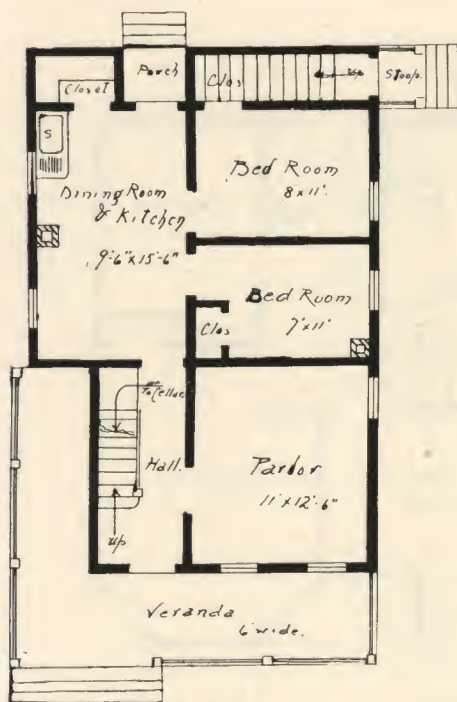 Porch
Closet
Clos
Up
Stoop.
S
Bed Room
8 x 11'.
Dining Room
& Kitchen
9'-6" x 15'-6"
Bed Room
7' x 11'
Clos
To Cellar.
Hall.
Parlor
11' x 12'-6"
Up
Veranda
6' wide.